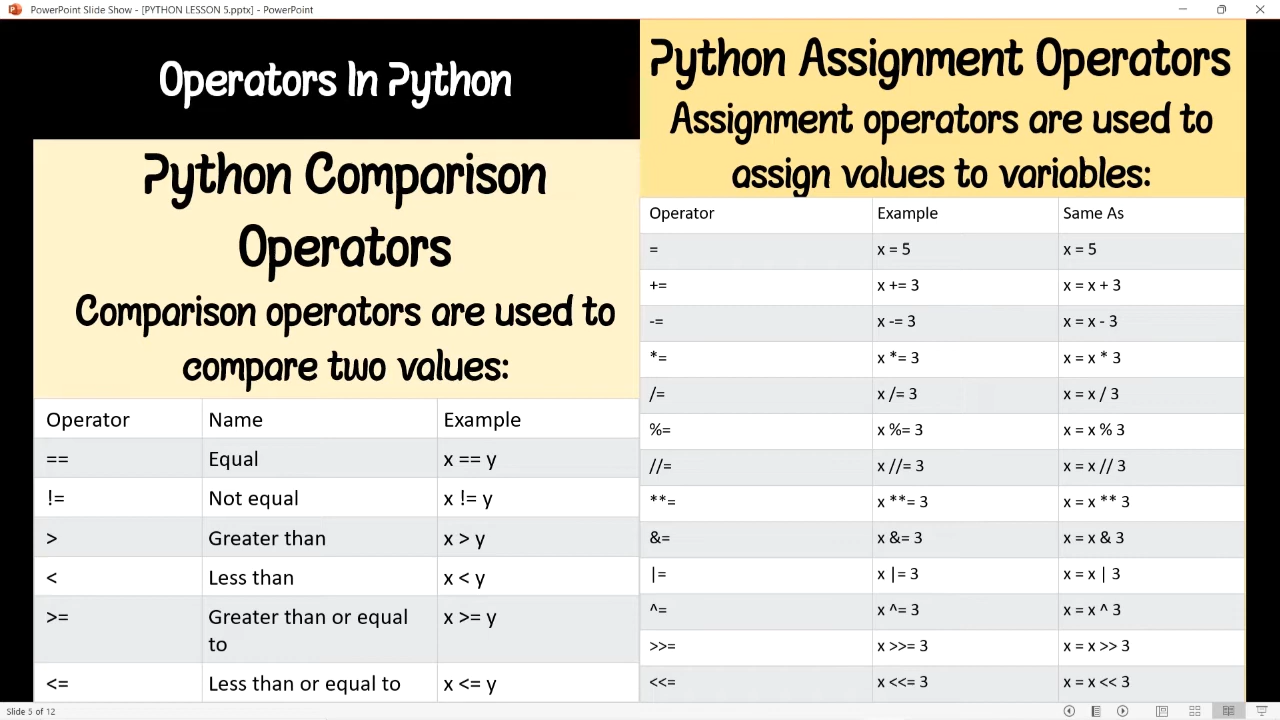 PowerPoint Slide Show - [PYTHON LESSON 5.pptx] - PowerPoint
Operators In Python
Python Comparison
Operators
Comparison operators are used to
compare two values:
Operator Name Example
== Equal x == y
!= Not equal x != y
> Greater than x > y
< Less than x < y
>= Greater than or equal x >= y
to
<= Less than or equal to x <= y
Python Assignment Operators
Assignment operators are used to
assign values to variables:
Operator Example Same As
= x = 5 x = 5
+= x += 3 x = x + 3
-= x -= 3 x = x - 3
*= x *= 3 x = x * 3
/= x /= 3 x = x / 3
%= x %= 3 x = x % 3
//= x //= 3 x = x // 3
**= x **= 3 x = x ** 3
&= x &= 3 x = x & 3
|= x |= 3 x = x | 3
^= x ^= 3 x = x ^ 3
>>= x >>= 3 x = x >> 3
<<= x <<= 3 x = x << 3
Slide 5 of 12